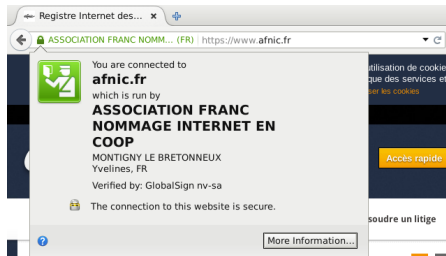 Registre Internet des...
ASSOCIATION FRANC NOMM... (FR) https://www.afnic.fr
You are connected to
afnic.fr
which is run by
ASSOCIATION FRANC
NOMMAGE INTERNET EN
COOP
MONTIGNY LE BRETONNEUX
Yvelines, FR
Verified by: GlobalSign nv-sa
The connection to this website is secure.
More Information...
utilisation de cookie
que des services et
ser les cookies
Accès rapide
soudre un litige